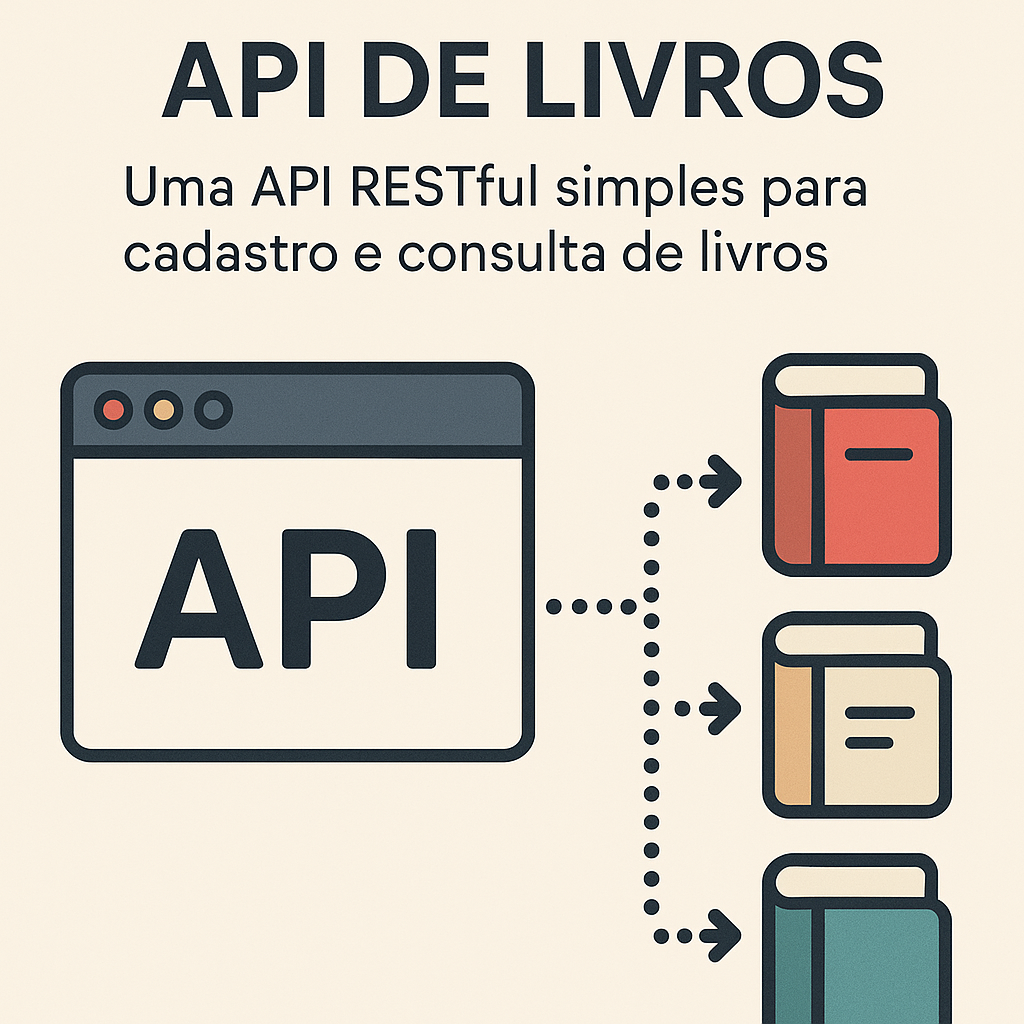 API DE LIVROS
Uma API RESTful simples para
cadastro e consulta de livros
API